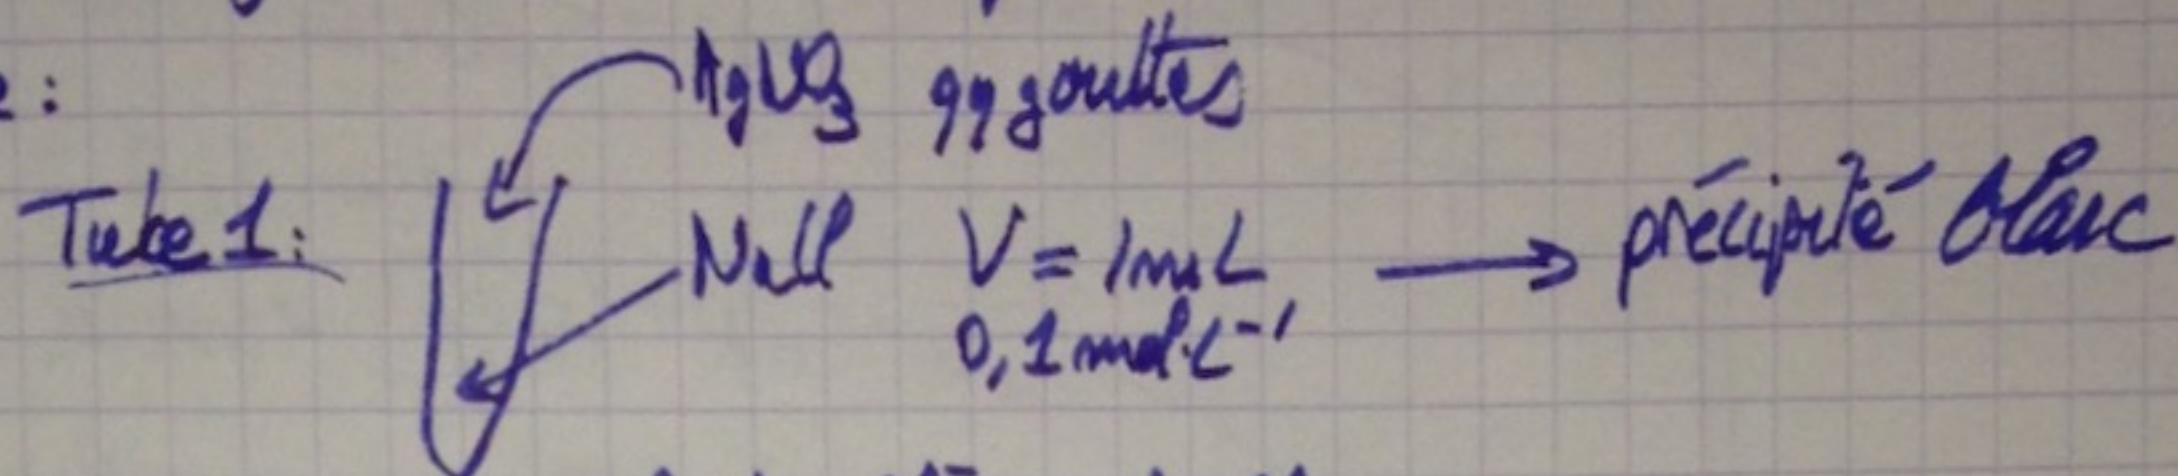 e:
AgNO3 qq gouttes
Tube 1:
NaCl V = 1mL → précipité blanc
0,1 mol.L-1